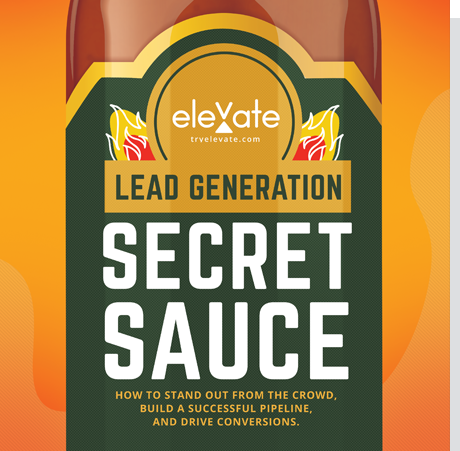 elevate
tryelevate.com
LEAD GENERATION
SECRET
SAUCE
HOW TO STAND OUT FROM THE CROWD,
BUILD A SUCCESSFUL PIPELINE,
AND DRIVE CONVERSIONS.